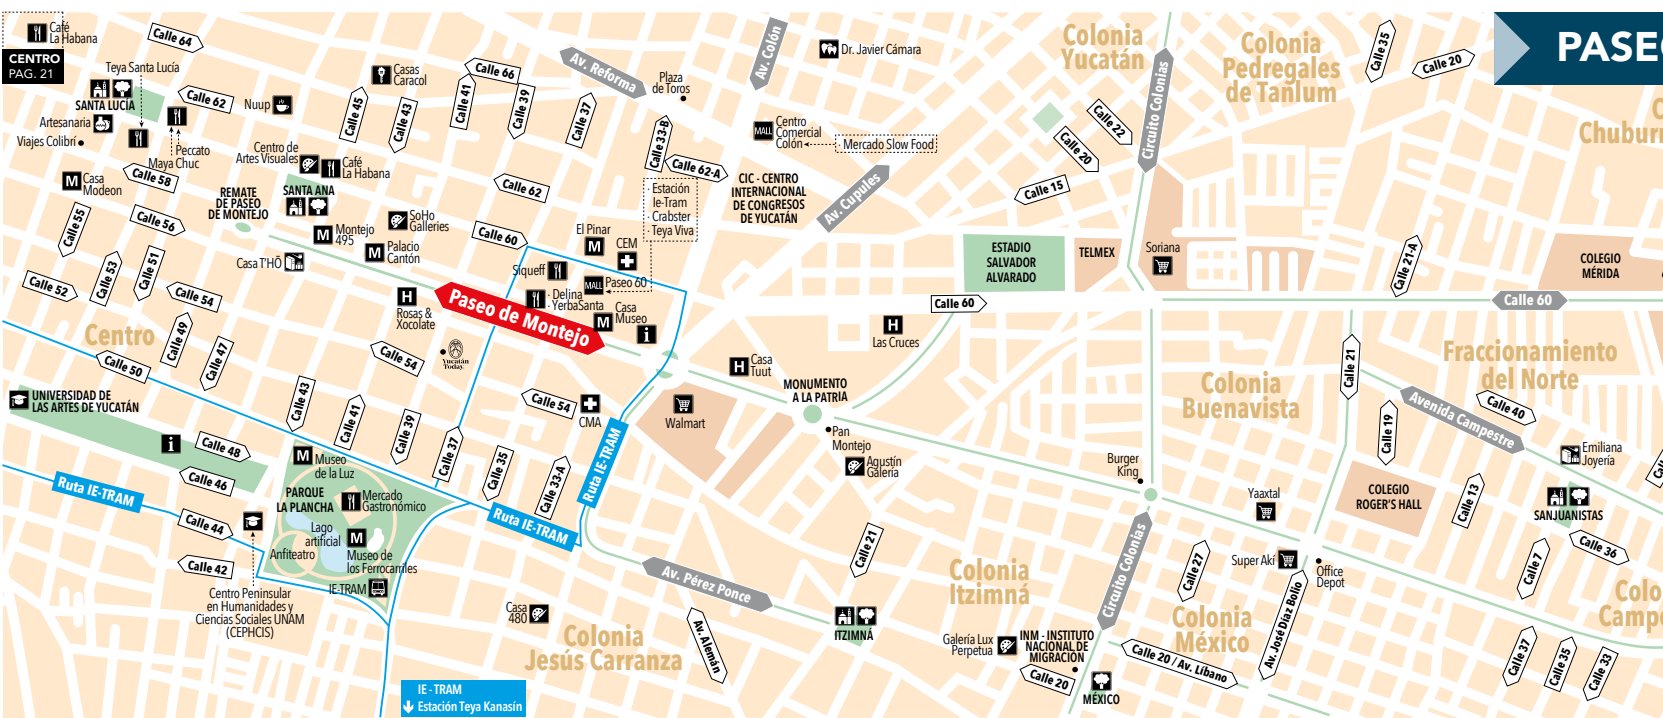 Café
La Habana
CENTRO
PAG. 21
Calle 64
Teya Santa Lucía
SANTA LUCÍA
Calle 62
Artesanaria
Viajes Colibrí
Peccato
Maya Chuc
Nuup
Casas
Caracol
Calle 66
Av. Reforma
Plaza
de Toros
Av. Colón
Dr. Javier Cámara
Colonia
Yucatán
Circuito Colonias
Colonia
Pedregales
de Tanlum
Calle 35
Calle 20
PASEO
Chubur
Calle 45
Calle 43
Calle 41
Calle 39
Calle 37
Calle 33-B
MALL
Centro
Comercial
Colón
· Mercado Slow Food
Calle 22
Calle 20
Calle 15
Casa
Modeon
Calle 58
Centro de
Artes Visuales
Café
La Habana
SANTA ANA
REMATE
DE PASEO
DE MONTEJO
Calle 62
Calle 62-A
· Estación
Ie-Tram
· Crabster
· Teya Viva
CIC - CENTRO
INTERNACIONAL
DE CONGRESOS
DE YUCATÁN
Av. Cupules
Calle 55
Calle 56
Montejo
495
SoHo
Galleries
Palacio
Cantón
Calle 60
El Pinar
CEM
ESTADIO
SALVADOR
ALVARADO
TELMEX
Soriana
Calle 21-A
COLEGIO
MÉRIDA
Calle 52
Calle 53
Calle 51
Casa T'HŌ
Calle 54
Siqueff
MALL
Paseo 60
· Delina
· YerbaSanta
Casa
Museo
Rosas &
Xocolate
Paseo de Montejo
Calle 60
Calle 60
Las Cruces
Centro
Calle 50
Calle 49
Calle 47
Calle 54
Yucatán
Today
Casa
Tuut
MONUMENTO
A LA PATRIA
Colonia
Buenavista
Calle 21
Fraccionamiento
del Norte
Avenida Campestre
Calle 40
UNIVERSIDAD DE
LAS ARTES DE YUCATÁN
Calle 43
Calle 41
Calle 39
Calle 37
Calle 54
CMA
Walmart
Pan
Montejo
Agustín
Galería
Burger
King
Calle 19
Emiliana
Joyería
Calle 48
Calle 46
Museo
de la Luz
PARQUE
LA PLANCHA
Mercado
Gastronómico
Calle 35
Calle 33-A
Ruta IE-TRAM
Ruta IE-TRAM
Ruta IE-TRAM
Yaaxtal
COLEGIO
ROGER'S HALL
Calle 13
SANJUANISTAS
Calle 44
Calle 42
Lago
artificial
Anfiteatro
Museo de
los Ferrocarriles
IE-TRAM
Centro Peninsular
en Humanidades y
Ciencias Sociales UNAM
(CEPHCIS)
Av. Pérez Ponce
Calle 21
Colonia
Itzimná
Circuito Colonias
Calle 27
Super Akí
Office
Depot
Calle 7
Calle 36
Casa
480
Colonia
Jesús Carranza
Av. Alemán
ITZIMNÁ
Galería Lux
Perpetua
INM - INSTITUTO
NACIONAL DE
MIGRACIÓN
Calle 20
MÉXICO
Colonia
México
Calle 20 / Av. Líbano
Av. José Díaz Bolio
Calle 37
Calle 35
Calle 33
Colo
Campe
IE - TRAM
Estación Teya Kanasín